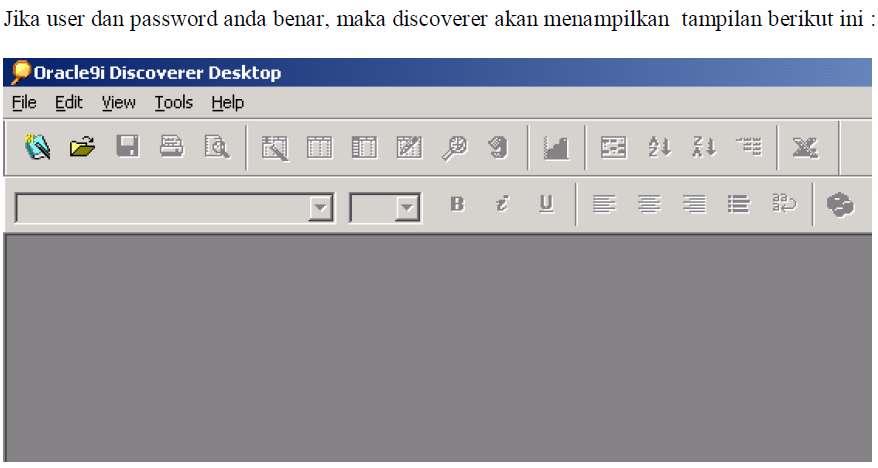 Jika user dan password anda benar, maka discoverer akan menampilkan  tampilan berikut ini :
Oracle9i Discoverer Desktop
File Edit View Tools Help
B i U